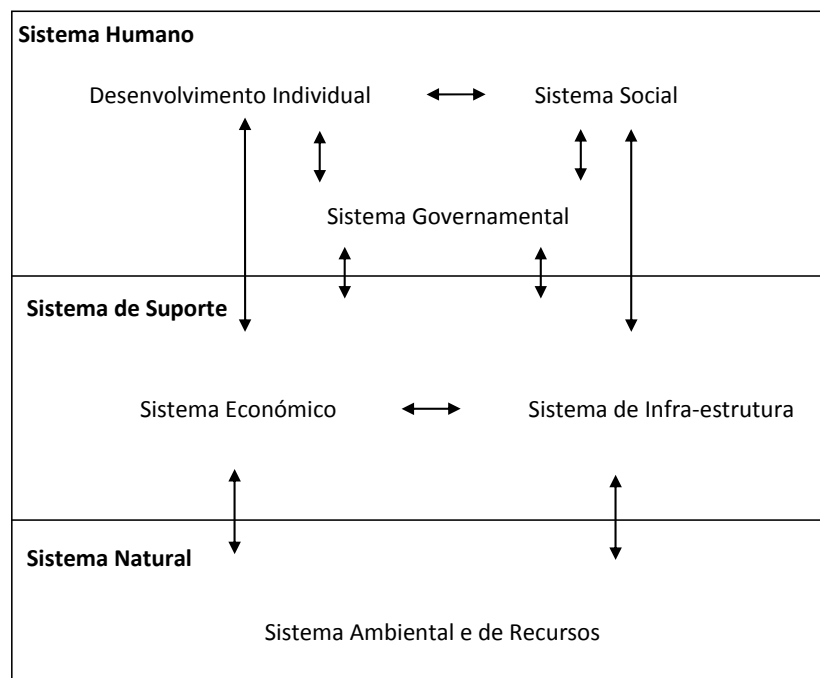 Sistema Humano
Desenvolvimento Individual
Sistema Social
Sistema Governamental
Sistema de Suporte
Sistema Económico
Sistema de Infra-estrutura
Sistema Natural
Sistema Ambiental e de Recursos